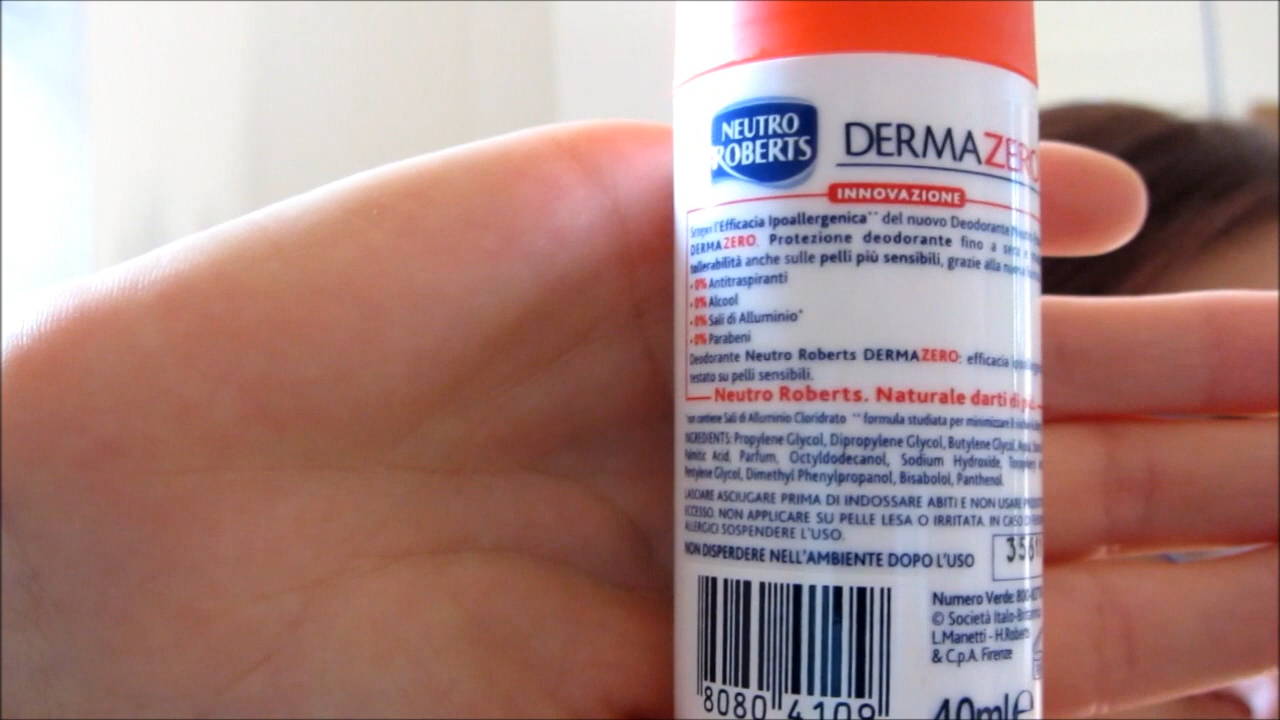 NEUTRO
ROBERTS
DERMAZERO
INNOVAZIONE
l'Efficacia Ipoallergenica** del nuovo Deodorante
DERMAZERO. Protezione deodorante fino a sera
tollerabilità anche sulle pelli più sensibili, grazie alla
• 0% Antitraspiranti
• 0% Alcool
• 0% Sali di Alluminio*
• 0% Parabeni
Deodorante Neutro Roberts DERMAZERO: efficacia
testato su pelli sensibili.
Neutro Roberts. Naturale darti di più.
non contiene Sali di Alluminio Cloridrato ** formula studiata per minimizzare il
INGREDIENTS: Propylene Glycol, Dipropylene Glycol, Butylene Glycol,
Palmitic Acid, Parfum, Octyldodecanol, Sodium Hydroxide,
Pentylene Glycol, Dimethyl Phenylpropanol, Bisabolol, Panthenol.
LASCIARE ASCIUGARE PRIMA DI INDOSSARE ABITI E NON USARE
ECCESSO. NON APPLICARE SU PELLE LESA O IRRITATA. IN CASO DI
ALLERGICI SOSPENDERE L'USO.
NON DISPERDERE NELL'AMBIENTE DOPO L'USO
356
Numero Verde: 800
© Società Italo-Britannica
L.Manetti - H.Roberts
& C.p.A. Firenze
8080 4109
40ml e